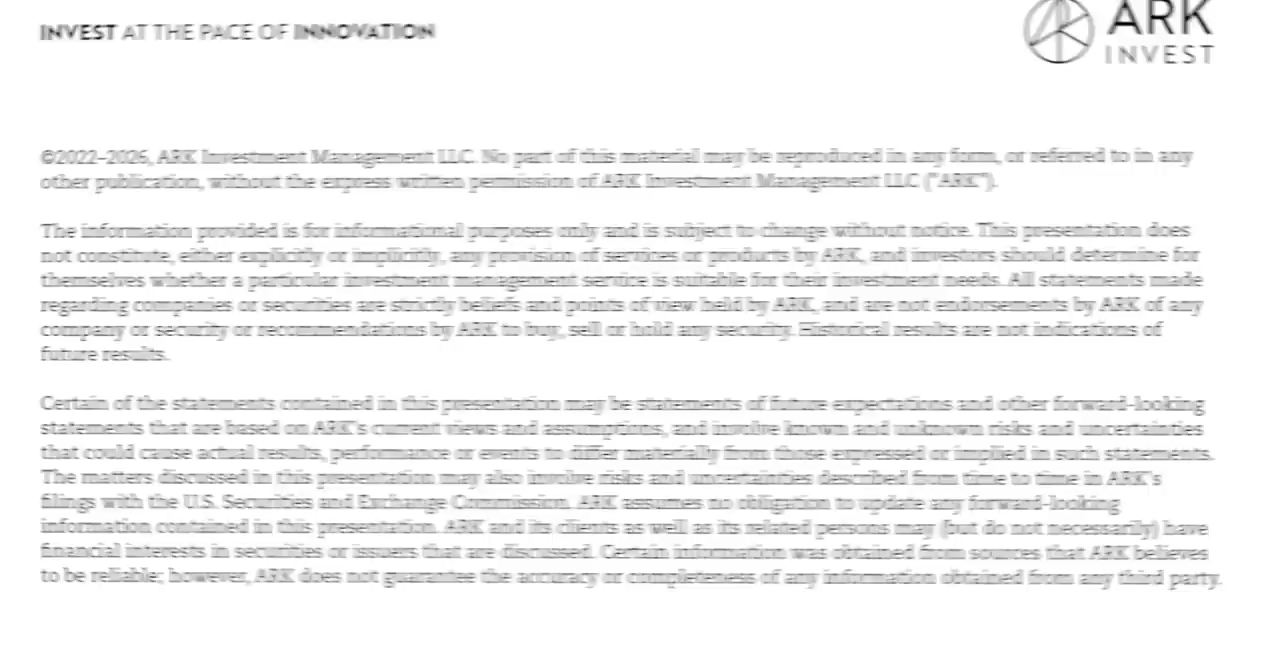 INVEST AT THE PACE OF INNOVATION
ARK
INVEST
©2022–2026, ARK Investment Management LLC. No part of this material may be reproduced in any form, or referred to in any
other publication, without the express written permission of ARK Investment Management LLC ("ARK").
The information provided is for informational purposes only and is subject to change without notice. This presentation does
not constitute, either explicitly or implicitly, any provision of services or products by ARK, and investors should determine for
themselves whether a particular investment management service is suitable for their investment needs. All statements made
regarding companies or securities are strictly beliefs and points of view held by ARK, and are not endorsements by ARK of any
company or security or recommendations by ARK to buy, sell or hold any security. Historical results are not indications of
future results.
Certain of the statements contained in this presentation may be statements of future expectations and other forward-looking
statements that are based on ARK's current views and assumptions, and involve known and unknown risks and uncertainties
that could cause actual results, performance or events to differ materially from those expressed or implied in such statements.
The matters discussed in this presentation may also involve risks and uncertainties described from time to time in ARK's
filings with the U.S. Securities and Exchange Commission. ARK assumes no obligation to update any forward-looking
information contained in this presentation. ARK and its clients as well as its related persons may (but do not necessarily) have
financial interests in securities or issuers that are discussed. Certain information was obtained from sources that ARK believes
to be reliable; however, ARK does not guarantee the accuracy or completeness of any information obtained from any third party.